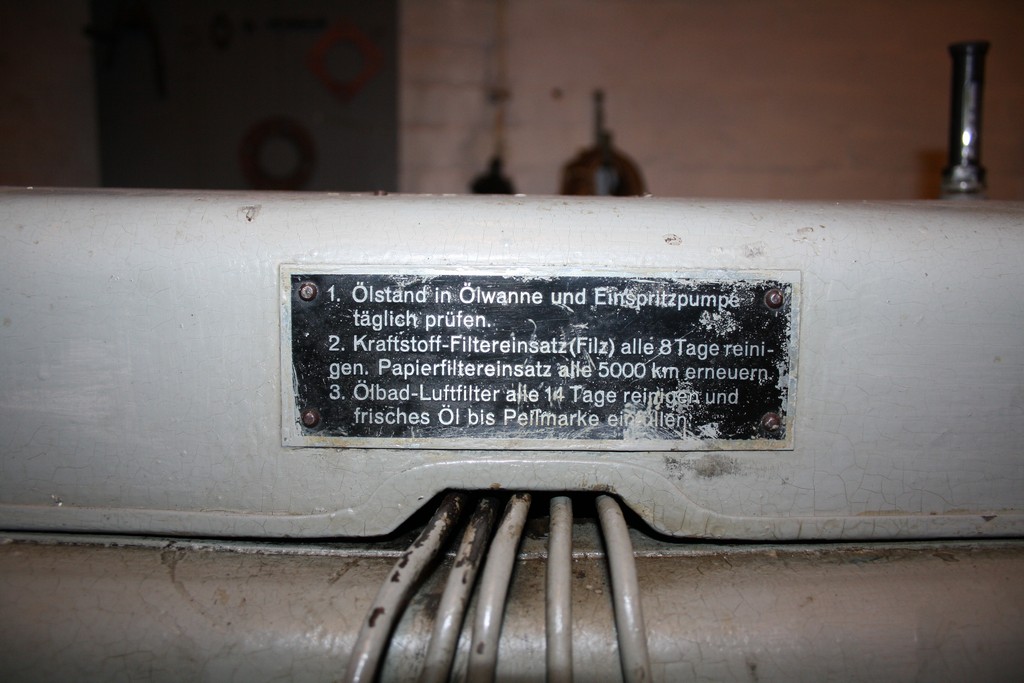 1. Ölstand in Ölwanne und Einspritzpumpe
täglich prüfen.
2. Kraftstoff-Filtereinsatz(Filz) alle 8 Tage reini-
gen. Papierfiltereinsatz alle 5000 km erneuern.
3. Ölbad-Luftfilter alle 14 Tage reinigen und
frisches Öl bis Peilmarke einfüllen.